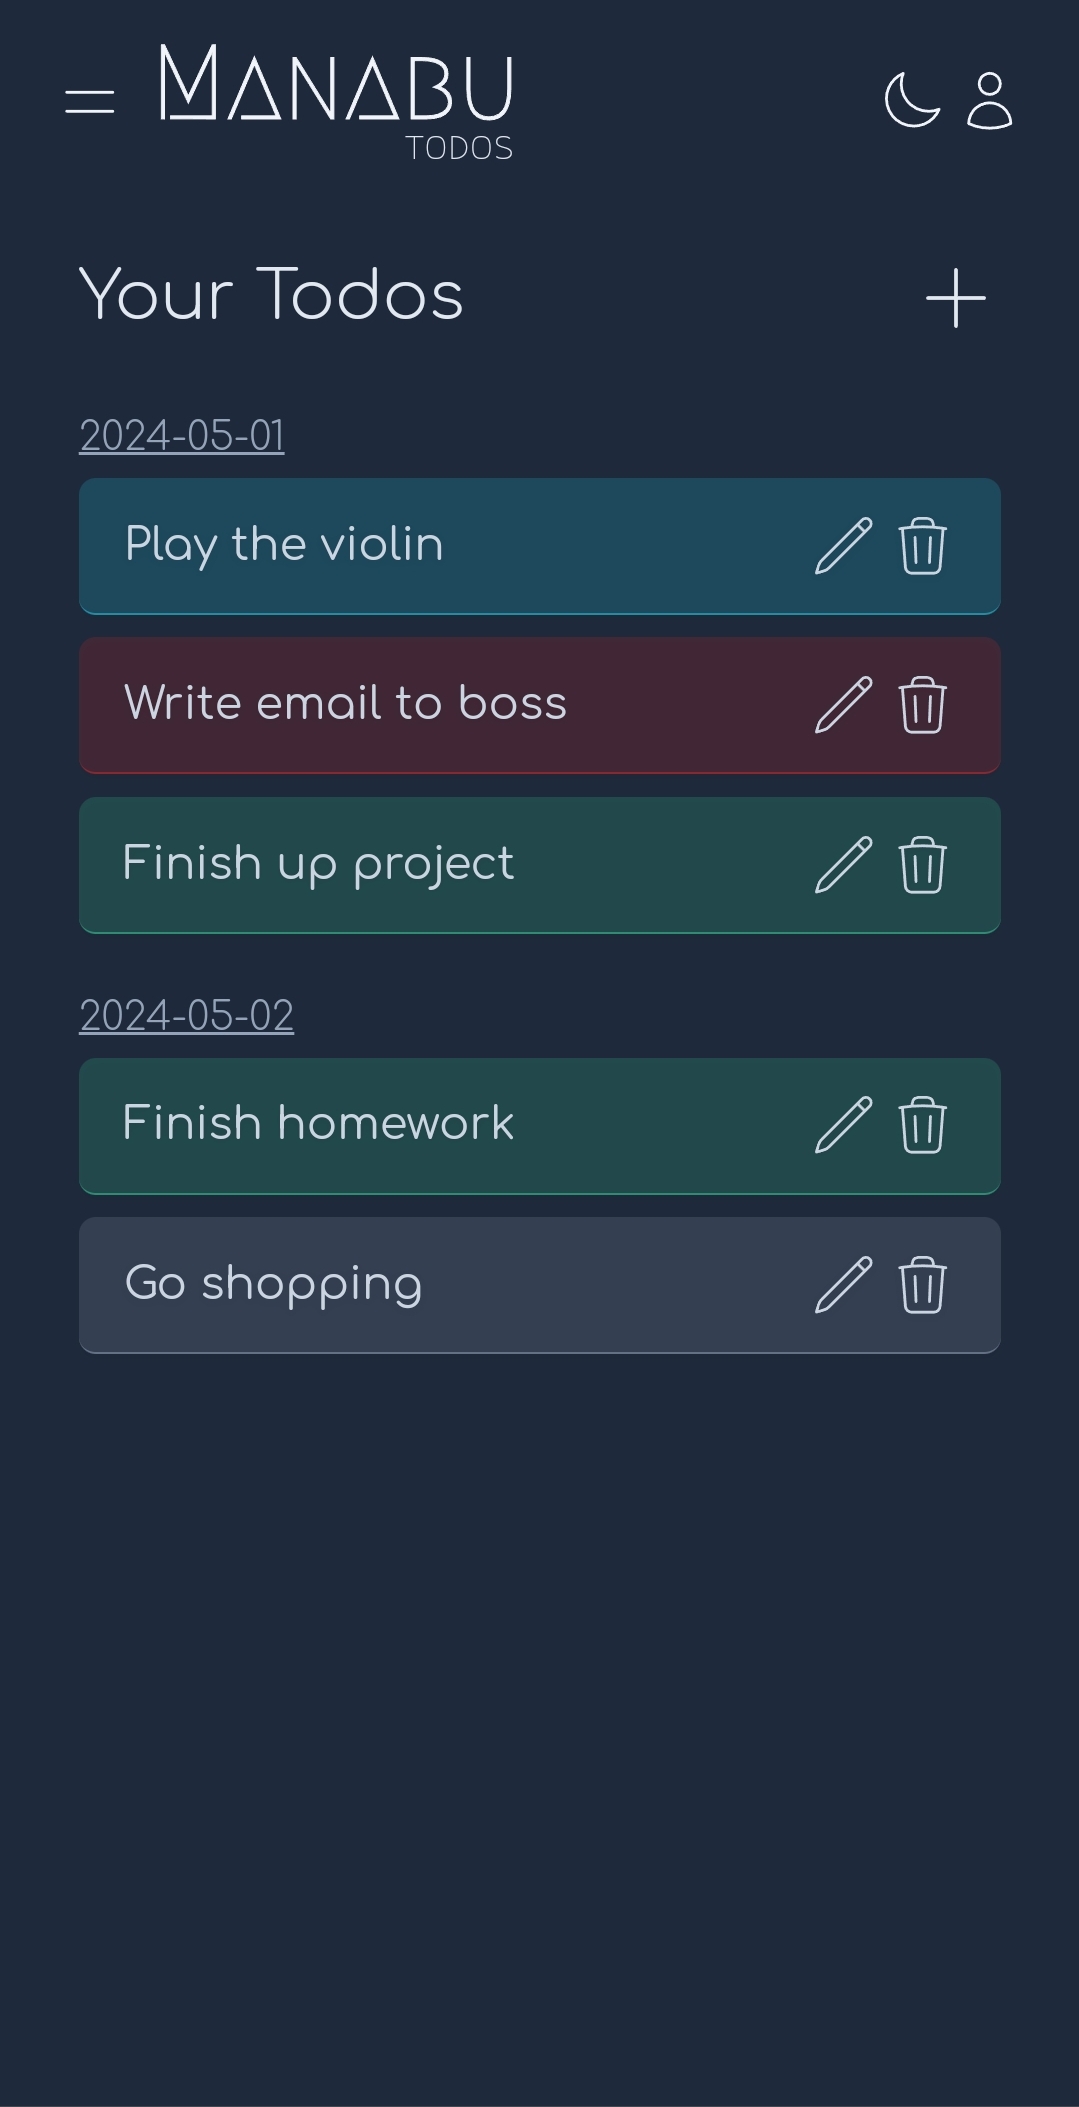 MANABU
TODOS
Your Todos
2024-05-01
Play the violin
Write email to boss
Finish up project
2024-05-02
Finish homework
Go shopping